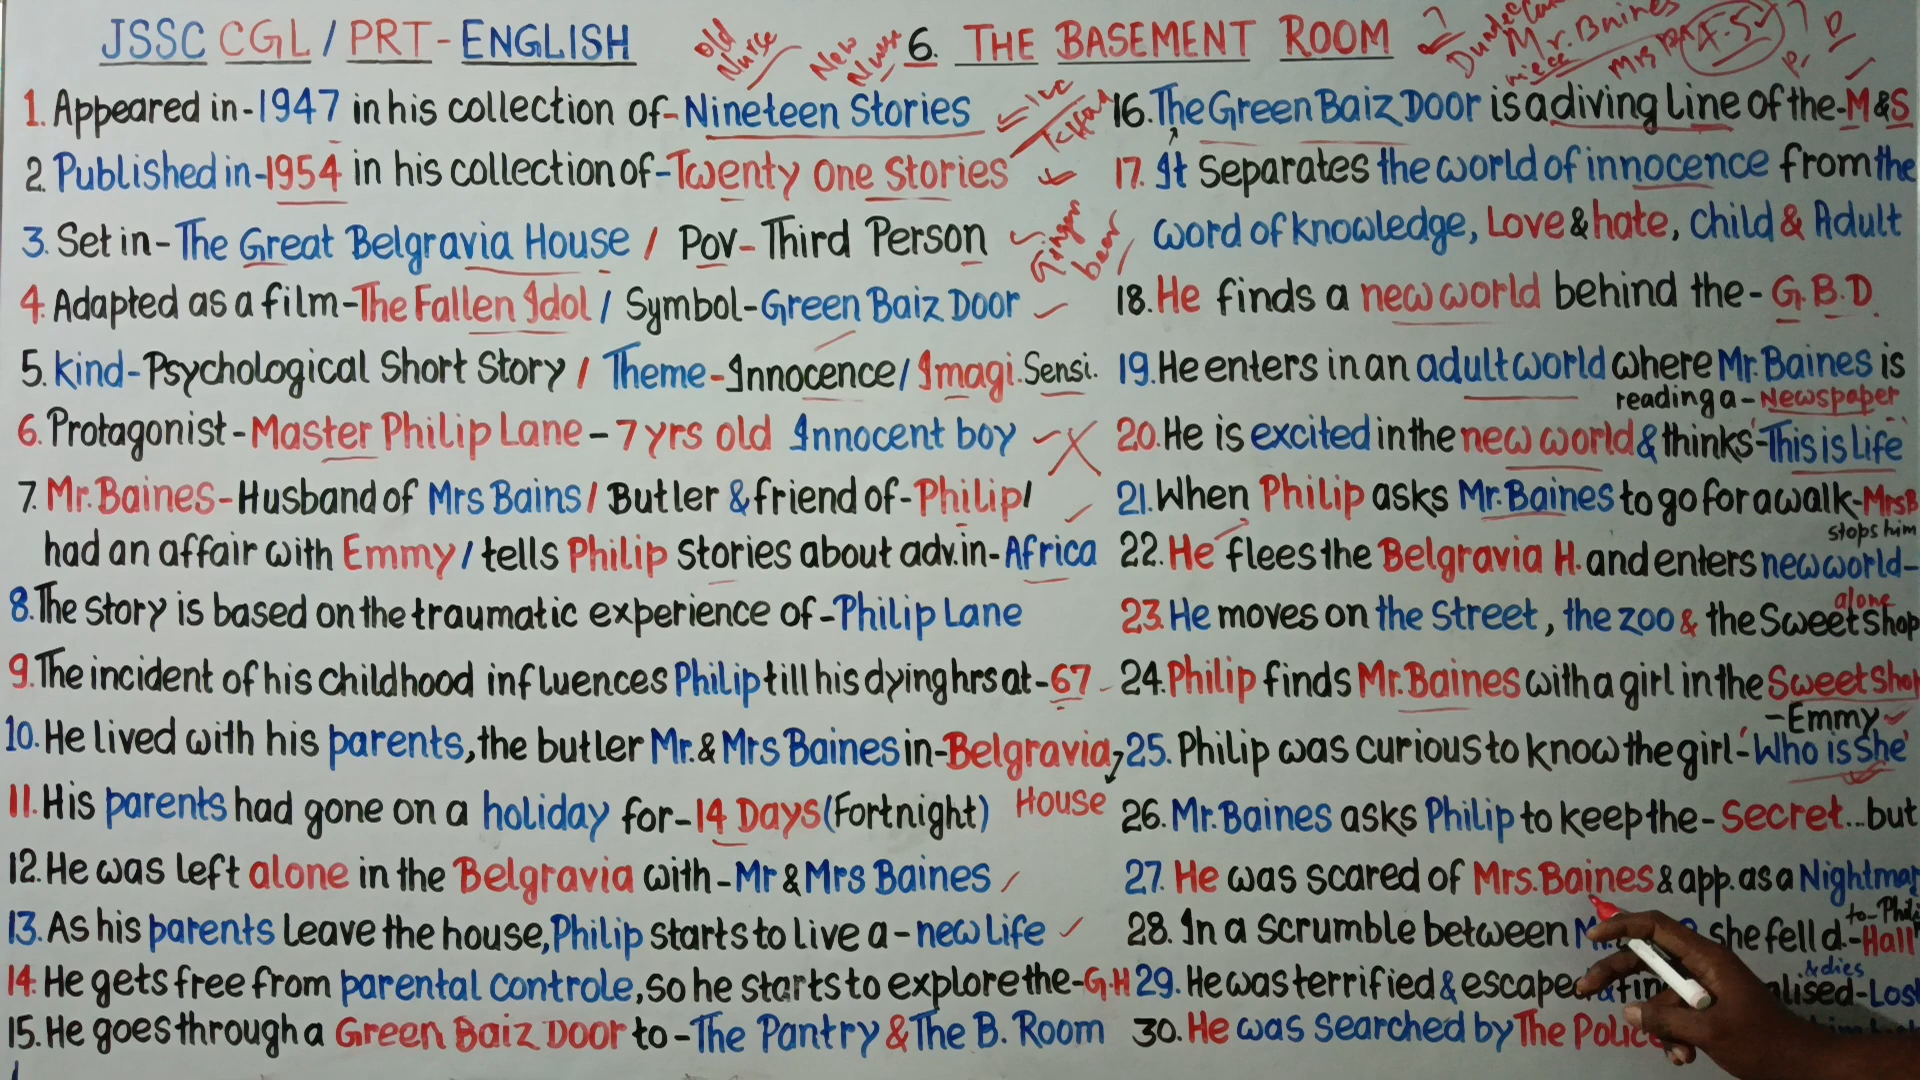 JSSC CGL / PRT - ENGLISH
6. THE BASEMENT ROOM
old Nurse
New Nurse
Mr. Baines
niece
4-5
1. Appeared in - 1947 in his collection of - Nineteen Stories
2. Published in - 1954 in his collection of - Twenty One Stories
3. Set in - The Great Belgravia House / Pov - Third Person
4. Adapted as a film - The Fallen Idol / Symbol - Green Baiz Door
5. Kind - Psychological Short Story / Theme - Innocence / Imagi. Sensi.
6. Protagonist - Master Philip Lane - 7 yrs old Innocent boy
7. Mr. Baines - Husband of Mrs Bains / Butler & friend of - Philip /
had an affair with Emmy / tells Philip Stories about adv. in - Africa
8. The Story is based on the traumatic experience of - Philip Lane
9. The incident of his childhood influences Philip till his dying hrs at - 67
10. He lived with his parents, the butler Mr. & Mrs Baines in - Belgravia
House
11. His parents had gone on a holiday for - 14 Days (Fortnight)
12. He was left alone in the Belgravia with - Mr & Mrs Baines
13. As his parents Leave the house, Philip starts to live a - new Life
14. He gets free from parental controle, so he starts to explore the - G.H
15. He goes through a Green Baiz Door to - The Pantry & The B. Room
16. The Green Baiz Door is a diving line of the - M & S
17. It Separates the world of innocence from the
word of knowledge, Love & hate, Child & Adult
18. He finds a new world behind the - G.B.D.
19. He enters in an adult world where Mr. Baines is
reading a - Newspaper
20. He is excited in the new world & thinks - 'This is Life'
21. When Philip asks Mr. Baines to go for a walk - Mrs B
stops him
22. He flees the Belgravia H. and enters new world -
alone
23. He moves on the Street, the zoo & the Sweet shop
24. Philip finds Mr. Baines with a girl in the Sweet Sho
- Emmy
25. Philip was curious to know the girl - 'Who is She'
26. Mr. Baines asks Philip to keep the - Secret... but
27. He was scared of Mrs. Baines & app. as a Nightmar
to - Phili
28. In a scrumble between she fell d. - Hall
& dies
29. He was terrified & escape - Lost
30. He was searched by The Polic